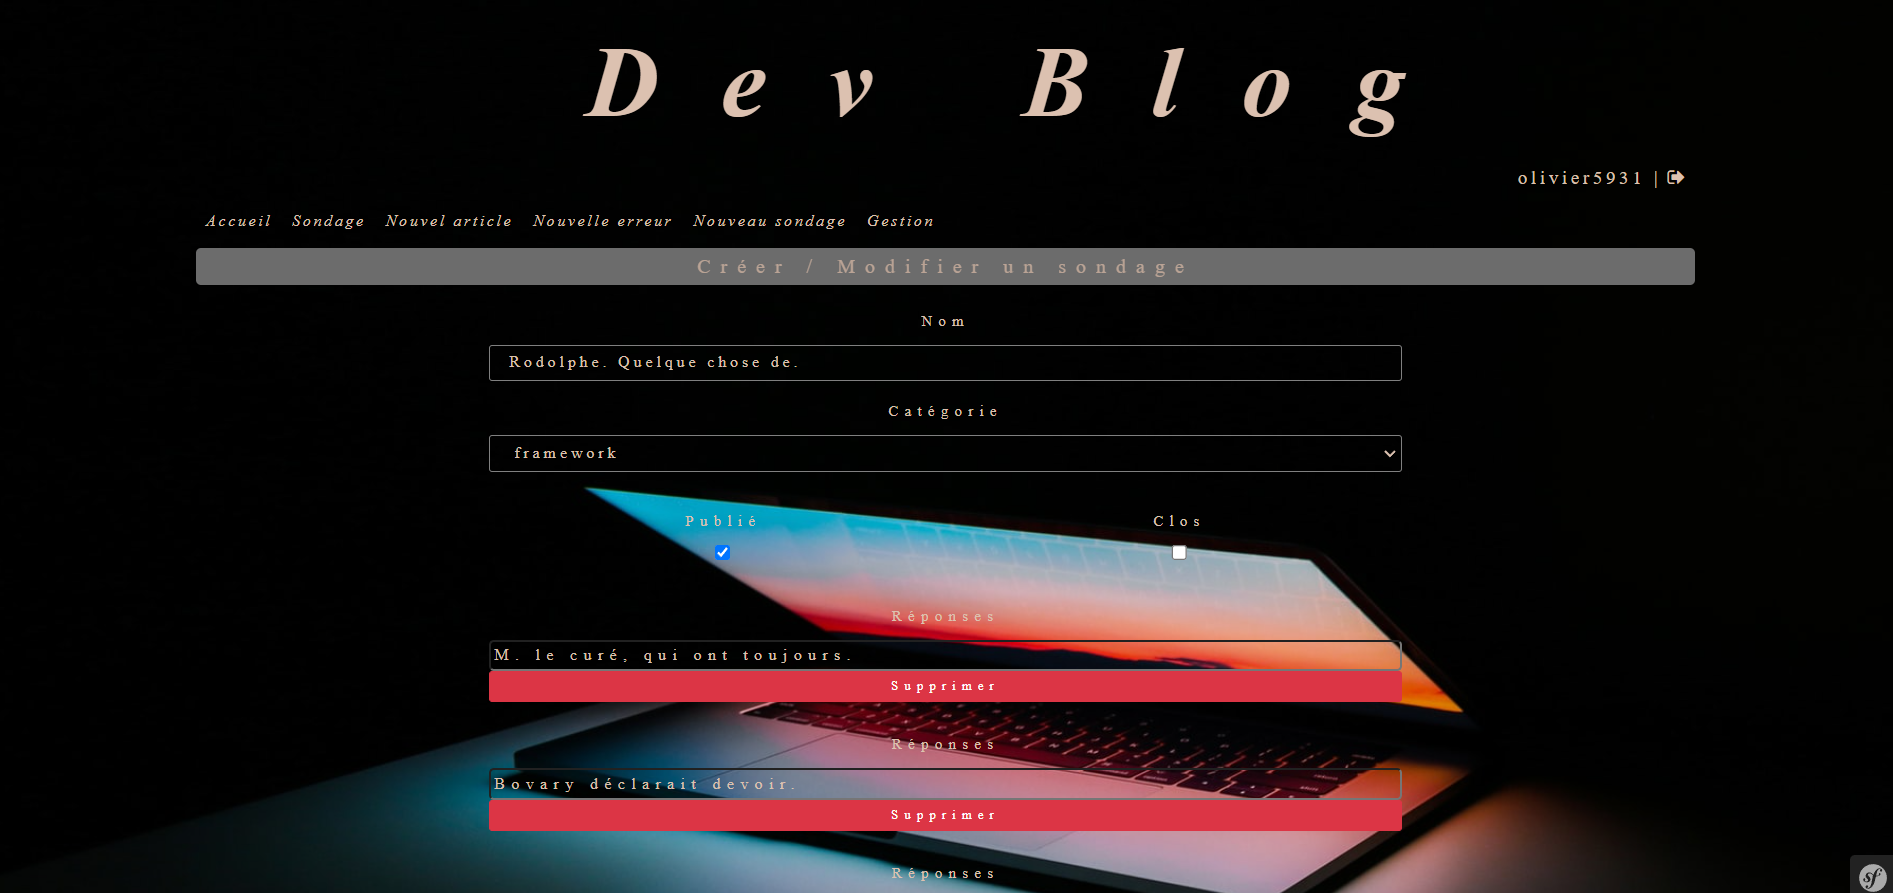 Dev Blog
olivier5931 |
Accueil Sondage Nouvel article Nouvelle erreur Nouveau sondage Gestion
Créer / Modifier un sondage
Nom
Rodolphe. Quelque chose de.
Catégorie
framework
Publié Clos
Réponses
M. le curé, qui ont toujours.
Supprimer
Réponses
Bovary déclarait devoir.
Supprimer
Réponses
sf